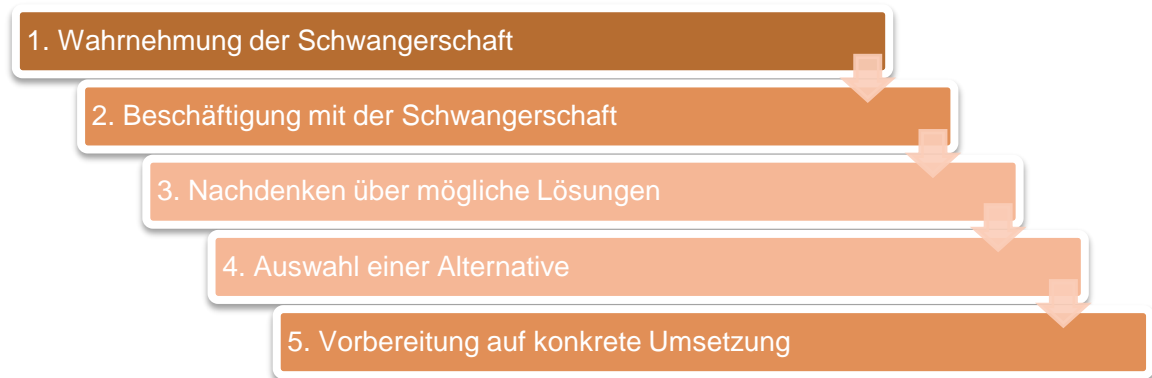 1. Wahrnehmung der Schwangerschaft
2. Beschäftigung mit der Schwangerschaft
3. Nachdenken über mögliche Lösungen
4. Auswahl einer Alternative
5. Vorbereitung auf konkrete Umsetzung